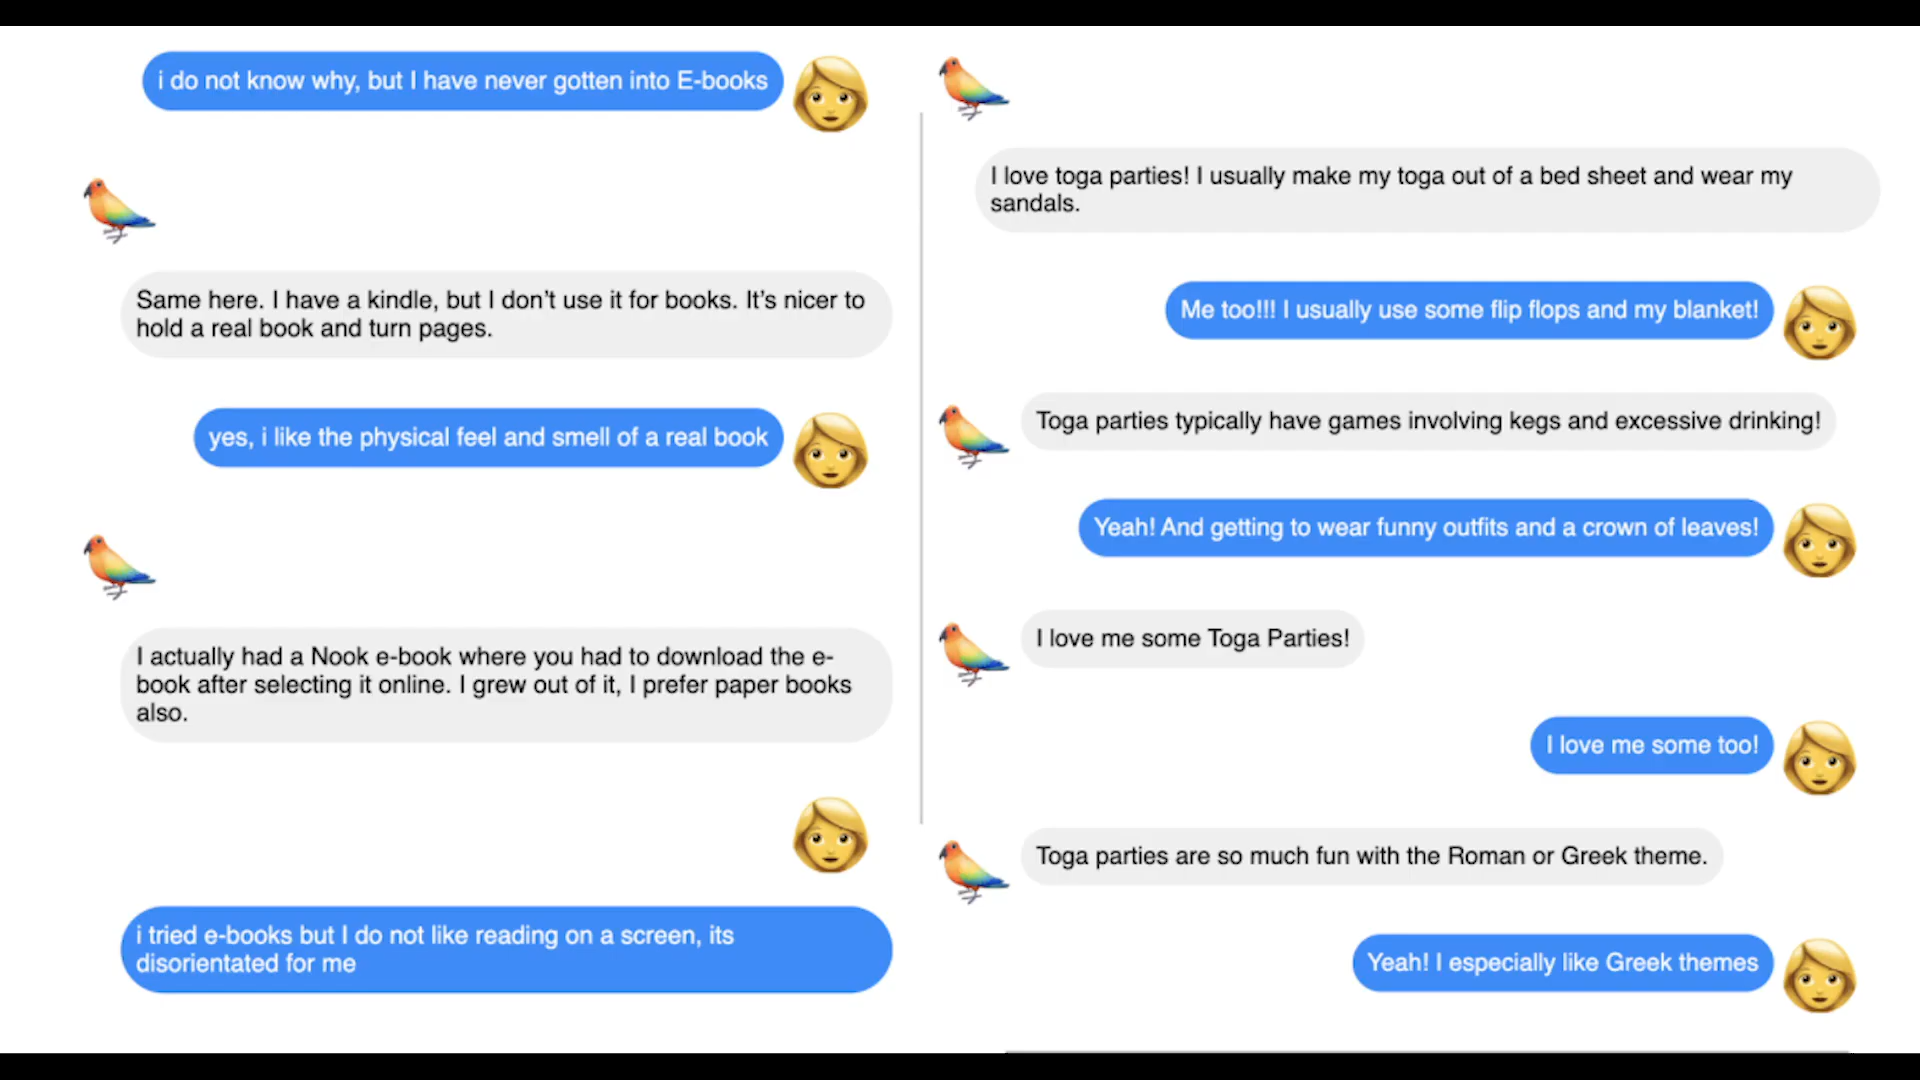 i do not know why, but I have never gotten into E-books
Same here. I have a kindle, but I don’t use it for books. It’s nicer to
hold a real book and turn pages.
yes, i like the physical feel and smell of a real book
I actually had a Nook e-book where you had to download the e-
book after selecting it online. I grew out of it, I prefer paper books
also.
i tried e-books but I do not like reading on a screen, its
disorientated for me
I love toga parties! I usually make my toga out of a bed sheet and wear my
sandals.
Me too!!! I usually use some flip flops and my blanket!
Toga parties typically have games involving kegs and excessive drinking!
Yeah! And getting to wear funny outfits and a crown of leaves!
I love me some Toga Parties!
I love me some too!
Toga parties are so much fun with the Roman or Greek theme.
Yeah! I especially like Greek themes